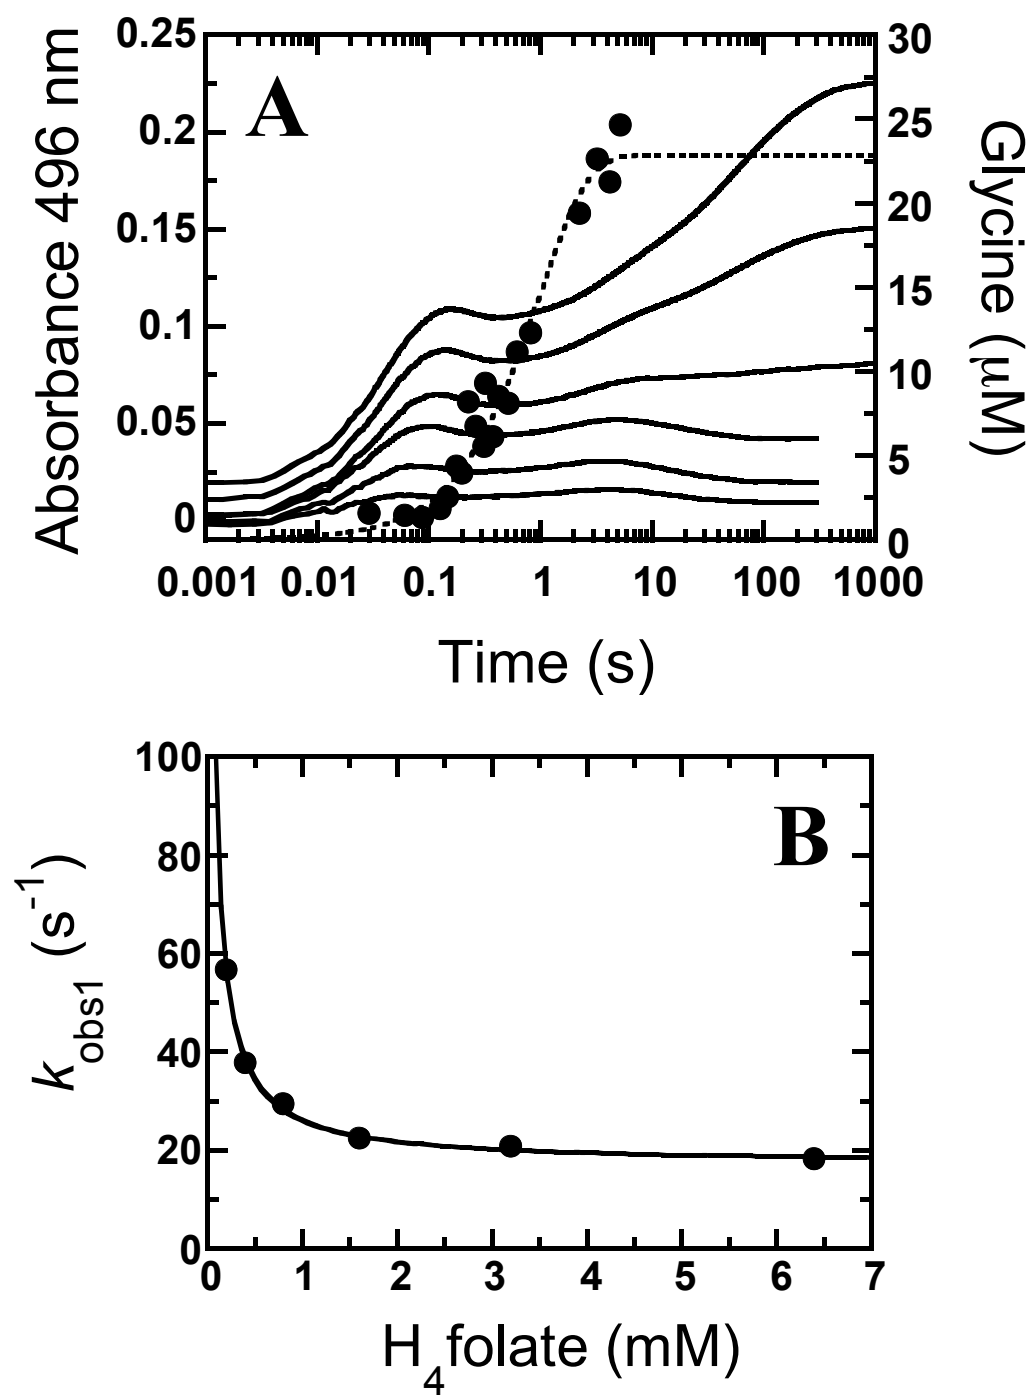 A
Absorbance 496 nm
0.25
0.2
0.15
0.1
0.05
0
30
25
20
15
10
5
0
Glycine (μM)
0.001 0.01 0.1 1 10 100 1000
Time (s)
B
k obs1 (s-1)
100
80
60
40
20
0
0 1 2 3 4 5 6 7
H4folate (mM)